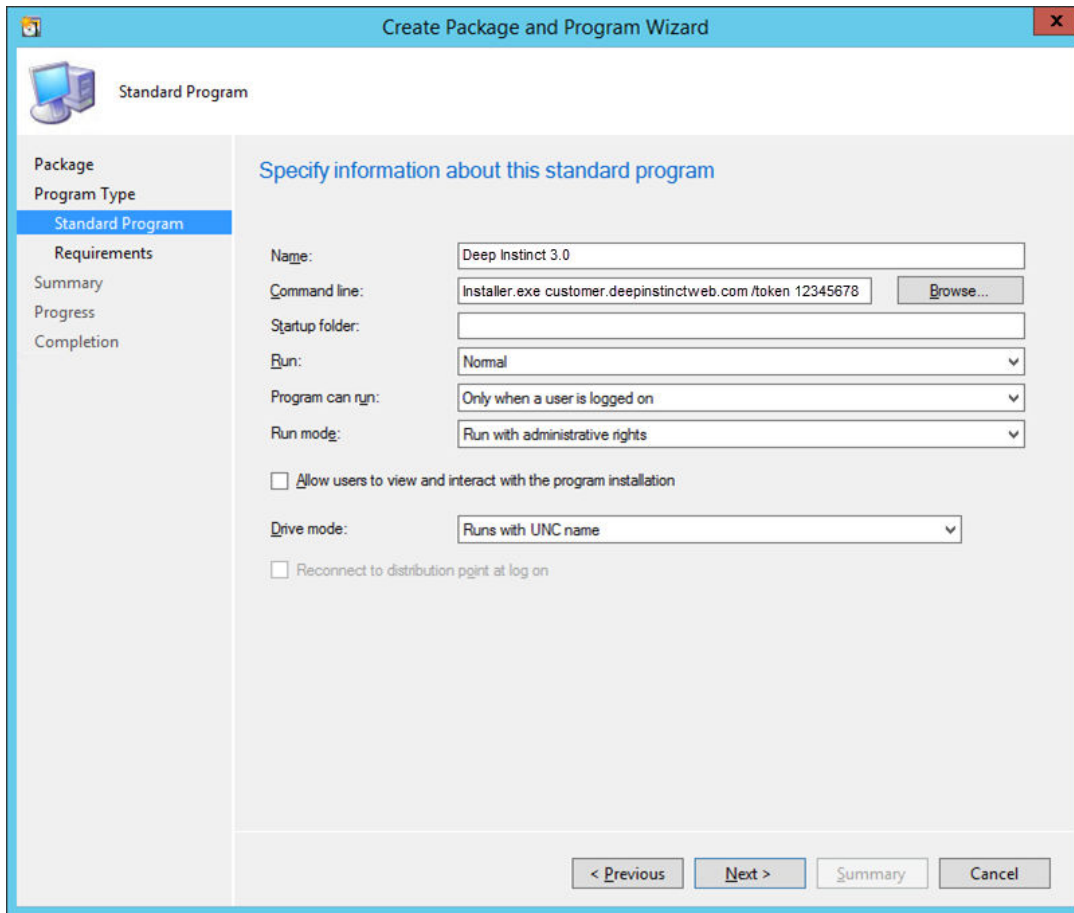 Create Package and Program Wizard
x
Standard Program
Package
Program Type
Standard Program
Requirements
Summary
Progress
Completion
Specify information about this standard program
Name: Deep Instinct 3.0
Command line: Installer.exe customer.deepinstinctweb.com /token 12345678 Browse...
Startup folder:
Run: Normal
Program can run: Only when a user is logged on
Run mode: Run with administrative rights
Allow users to view and interact with the program installation
Drive mode: Runs with UNC name
Reconnect to distribution point at log on
< Previous Next > Summary Cancel